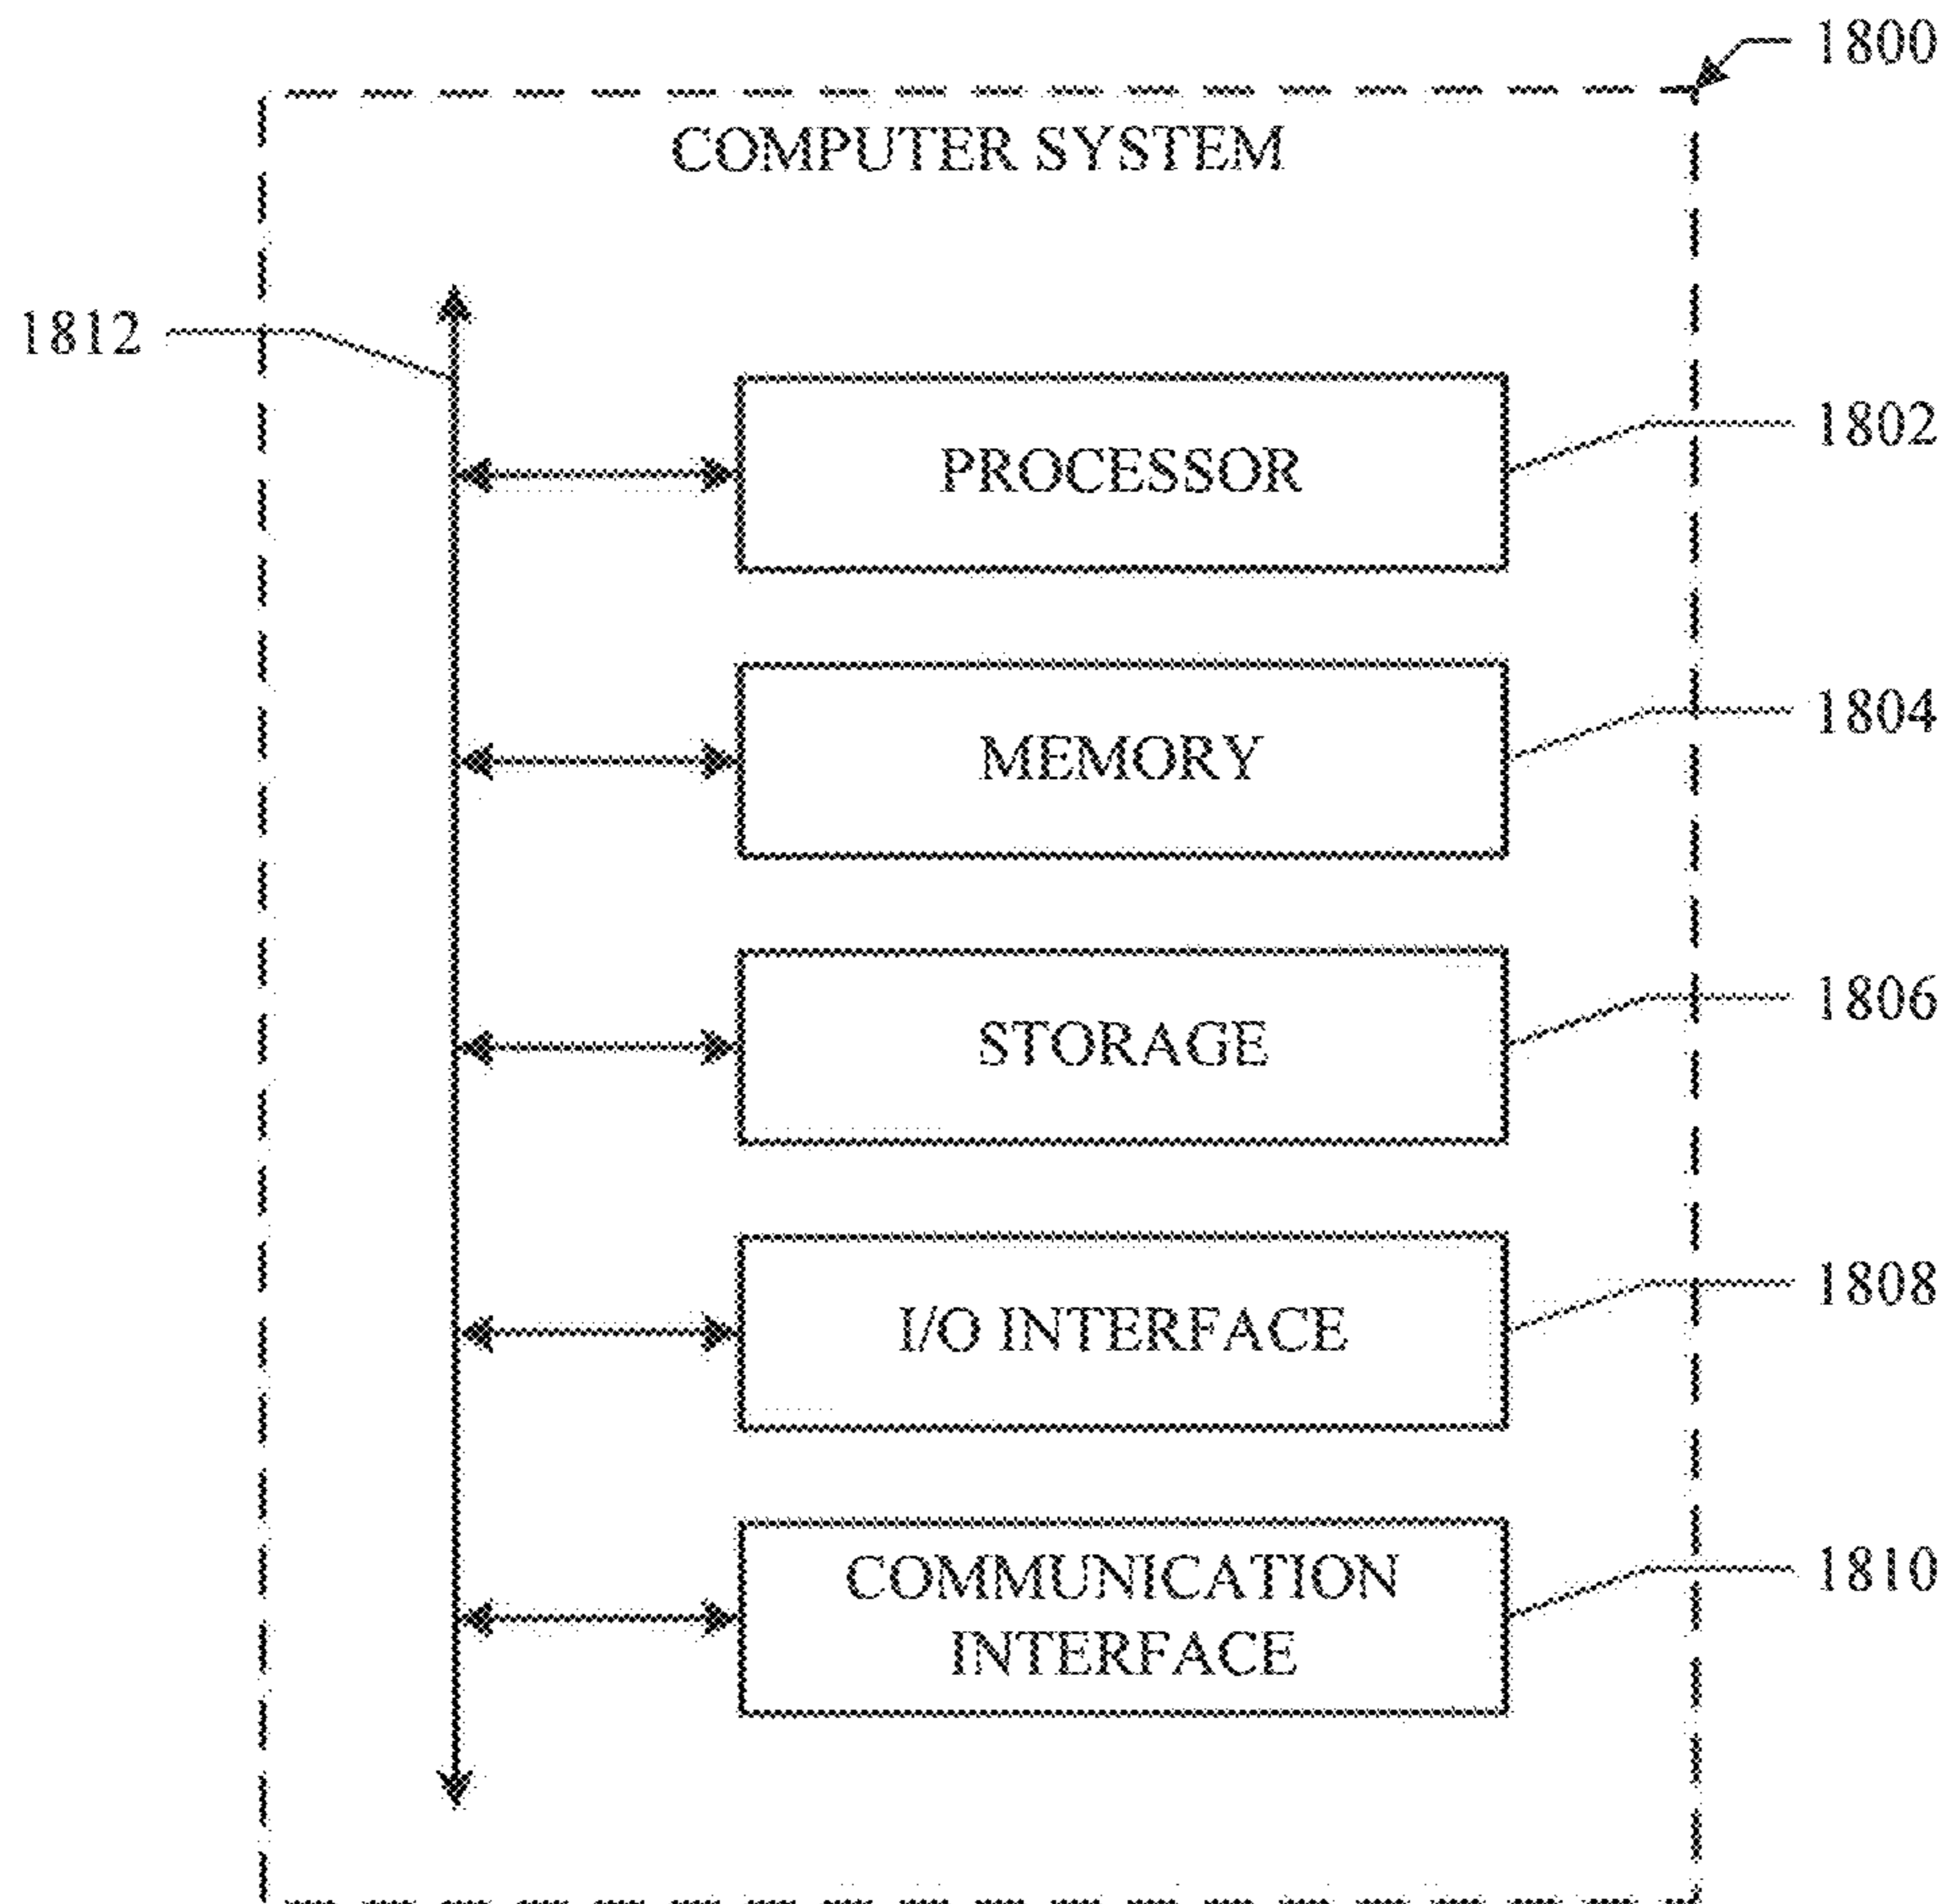 1800
COMPUTER SYSTEM
1812
PROCESSOR
1802
MEMORY
1804
STORAGE
1806
I/O INTERFACE
1808
COMMUNICATION
INTERFACE
1810